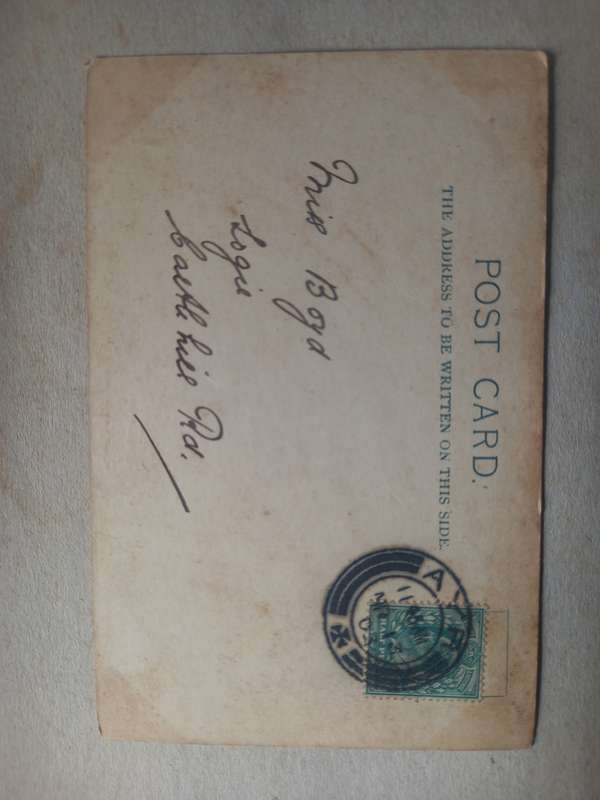 POST CARD.
THE ADDRESS TO BE WRITTEN ON THIS SIDE.
Miss Boyd
Logie
Castlehill Rd.
AYR